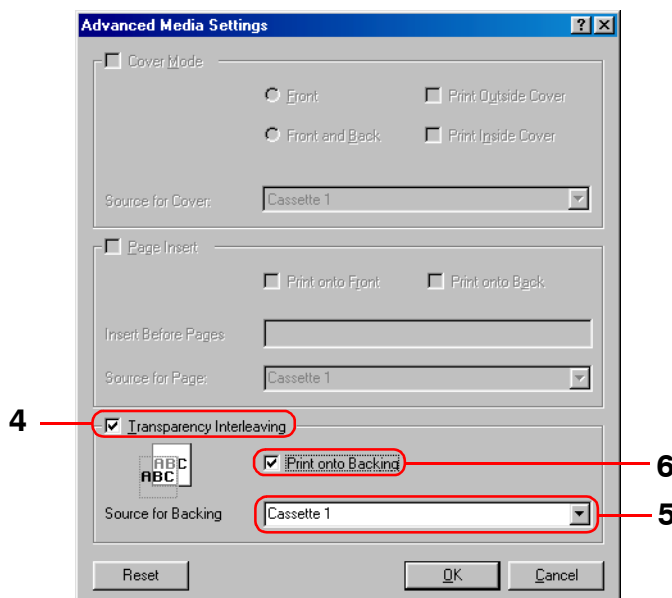 Advanced Media Settings
Cover Mode
Front
Print Outside Cover
Front and Back
Print Inside Cover
Source for Cover:
Cassette 1
Page Insert
Print onto Front
Print onto Back
Insert Before Pages
Source for Page:
Cassette 1
4
Transparency Interleaving
ABC
ABC
Print onto Backing
6
Source for Backing
Cassette 1
5
Reset
OK
Cancel